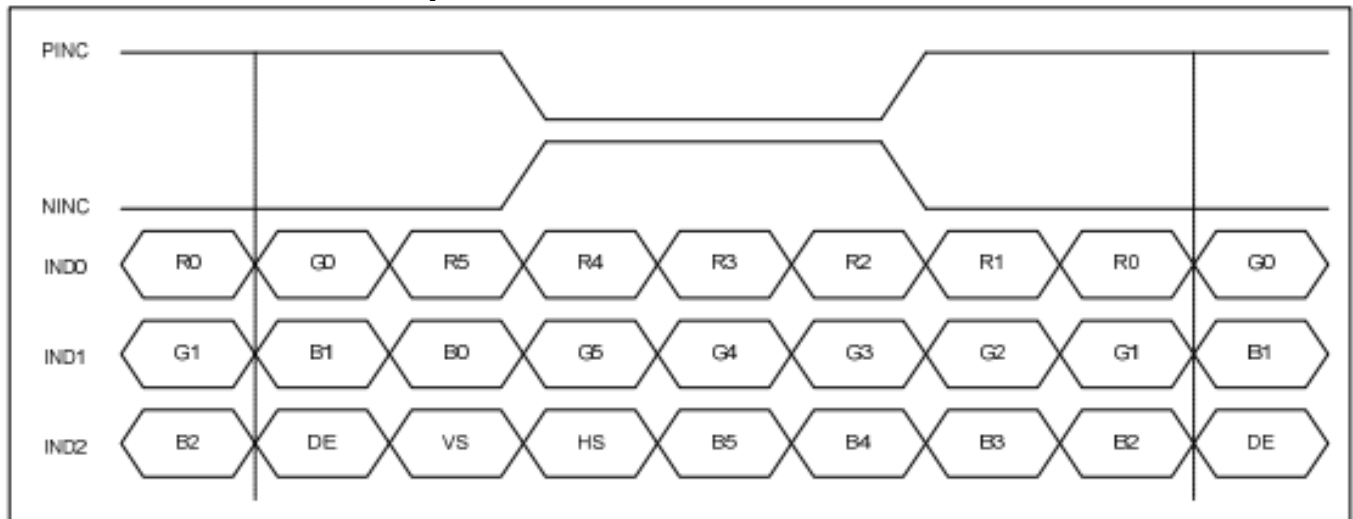 PINC
NINC
IND0 R0 G0 R5 R4 R3 R2 R1 R0 G0
IND1 G1 B1 B0 G5 G4 G3 G2 G1 B1
IND2 B2 DE VS HS B5 B4 B3 B2 DE